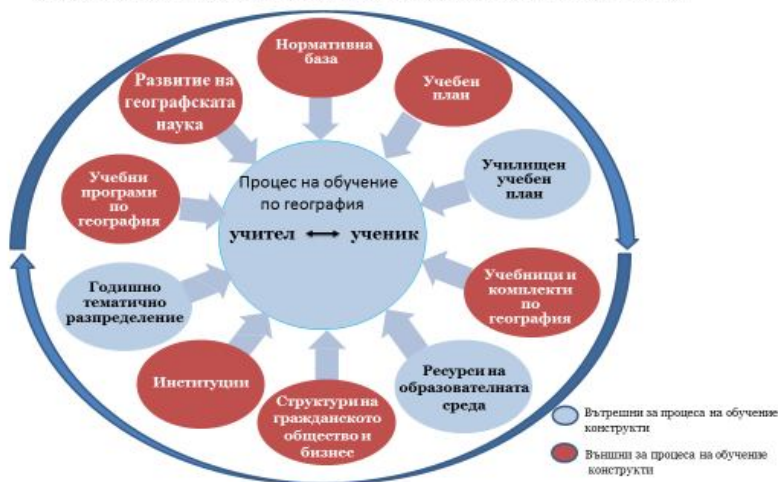 Нормативна
база
Учебен
план
Училищен
учебен
план
Учебници и
комплекти
по
география
Ресурси на
образователната
среда
Структури на
гражданското
общество и
бизнес
Институции
Годишно
тематично
разпределение
Учебни
програми
по
география
Развитие на
географската
наука
Процес на обучение
по география
учител ученик
Вътрешни за процеса на обучение
конструкти
Външни за процеса на обучение
конструкти